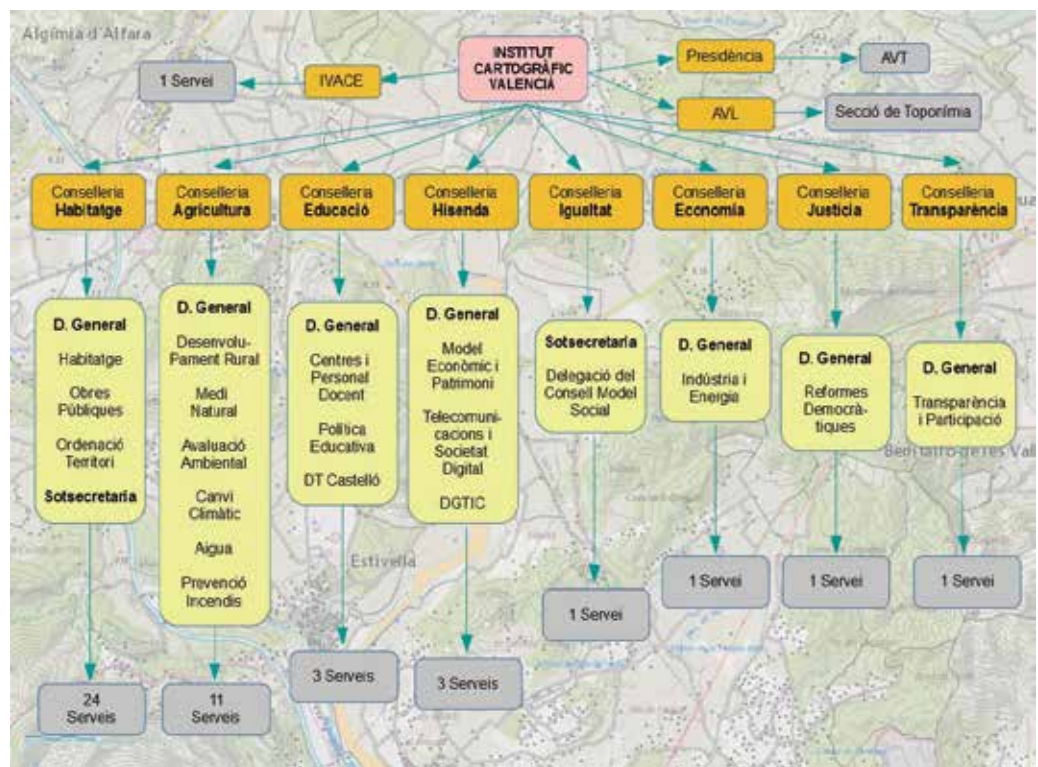 Algímia d'Alfara
INSTITUT
CARTOGRÀFIC
VALENCIÀ
1 Servei
IVACE
Presidència
AVT
AVL
Secció de Toponímia
Conselleria
Habitatge
Conselleria
Agricultura
Conselleria
Educació
Conselleria
Hisenda
Conselleria
Igualtat
Conselleria
Economía
Conselleria
Justicia
Conselleria
Transparència
D. General
Habitatge
Obres
Públiques
Ordenació
Territori
Sotsecretaria
D. General
Desenvolu-
Pament Rural
Medi
Natural
Avaluació
Ambiental
Canvi
Climàtic
Aigua
Prevenció
Incendis
D. General
Centres i
Personal
Docent
Política
Educativa
DT Castelló
D. General
Model
Econòmic i
Patrimoni
Telecomuni-
cacions i
Societat
Digital
DGTIC
Sotsecretaria
Delegació del
Consell Model
Social
D. General
Indústria i
Energia
D. General
Reformes
Democrà-
tiques
D. General
Transparència
i Participació
Estivella
24
Serveis
11
Serveis
3 Serveis
3 Serveis
1 Servei
1 Servei
1 Servei
1 Servei